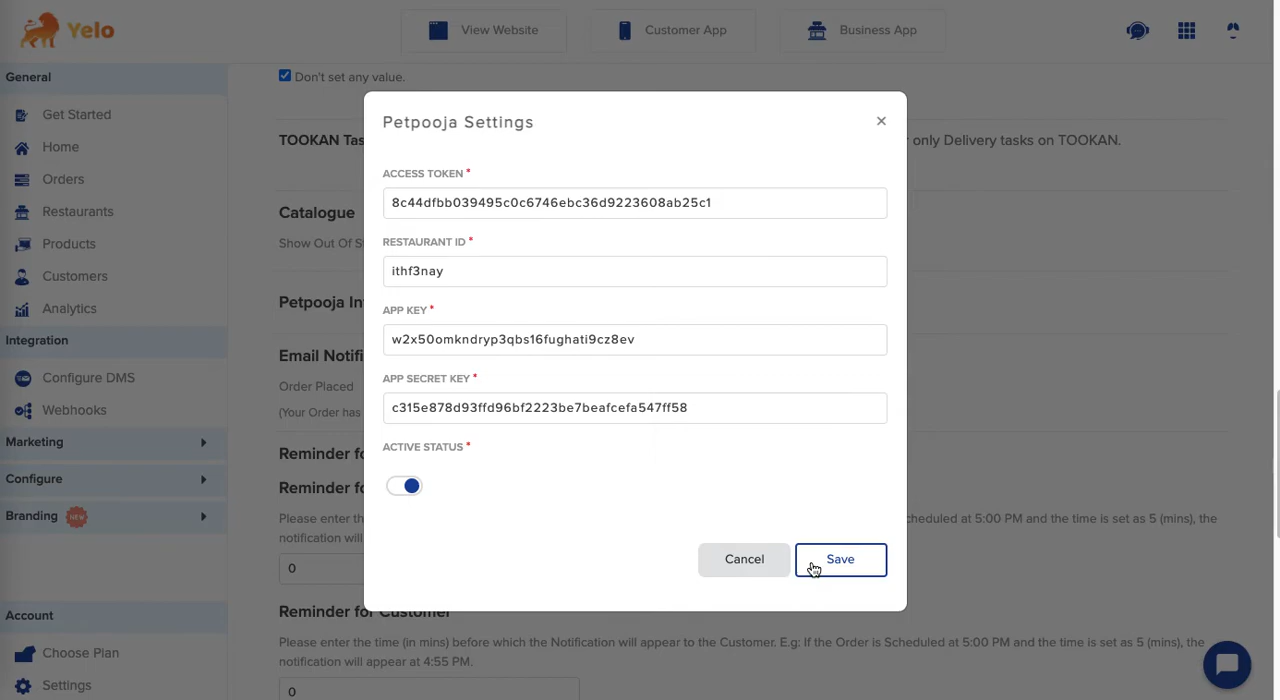 Yelo
View Website
Customer App
Business App
General
Get Started
Home
Orders
Restaurants
Products
Customers
Analytics
Integration
Configure DMS
Webhooks
Marketing
Configure
Branding NEW
Account
Choose Plan
Settings
Don't set any value.
TOOKAN Tas
only Delivery tasks on TOOKAN.
Catalogue
Show Out Of S
Petpooja In
Email Notifi
Order Placed
(Your Order has
Reminder fo
Reminder fo
Please enter the
cheduled at 5:00 PM and the time is set as 5 (mins), the
notification will
0
Reminder for Customer
Please enter the time (in mins) before which the Notification will appear to the Customer. E.g: If the Order is Scheduled at 5:00 PM and the time is set as 5 (mins), the
notification will appear at 4:55 PM.
0
Petpooja Settings
×
ACCESS TOKEN *
8c44dfbb039495c0c6746ebc36d9223608ab25c1
RESTAURANT ID *
ithf3nay
APP KEY *
w2x50omkndryp3qbs16fughati9cz8ev
APP SECRET KEY *
c315e878d93ffd96bf2223be7beafcefa547ff58
ACTIVE STATUS *
Cancel
Save